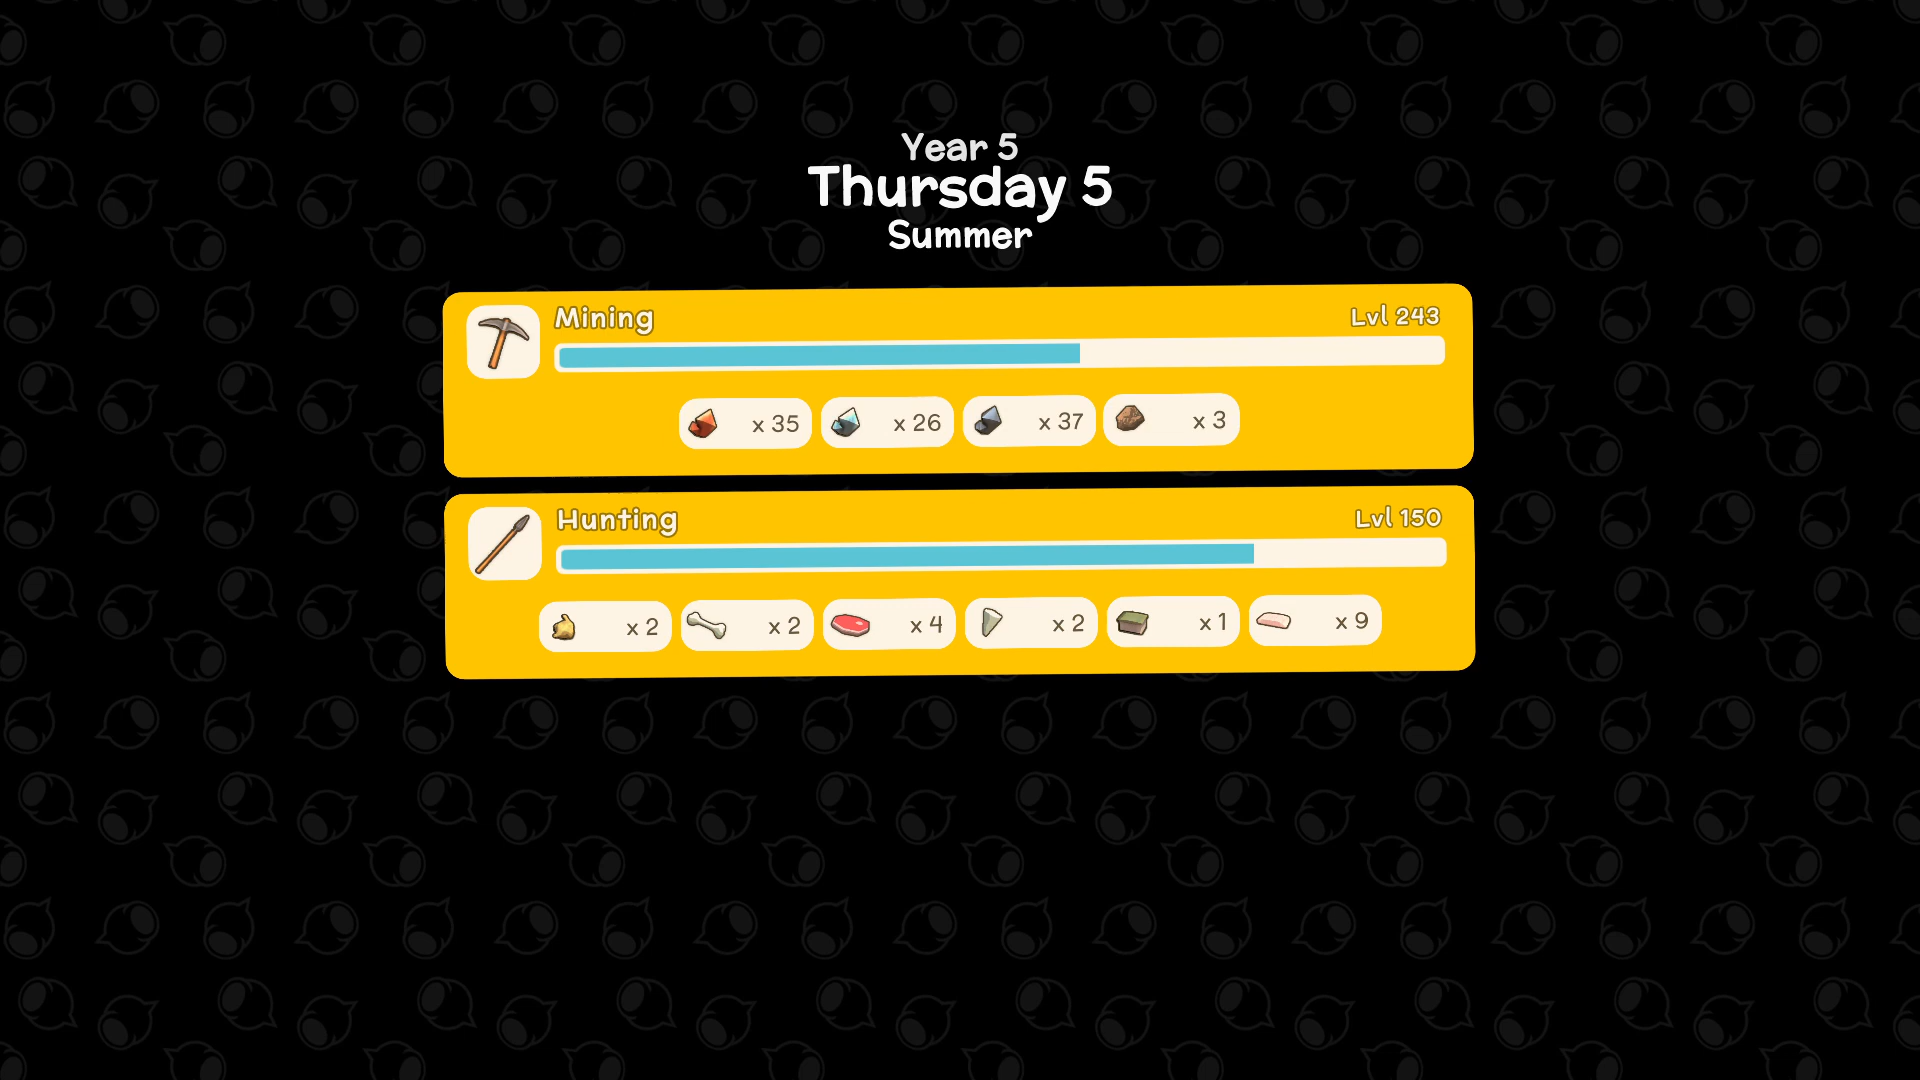 Year 5
Thursday 5
Summer
Mining
Lvl 243
x 35
x 26
x 37
x 3
Hunting
Lvl 150
x 2
x 2
x 4
x 2
x 1
x 9